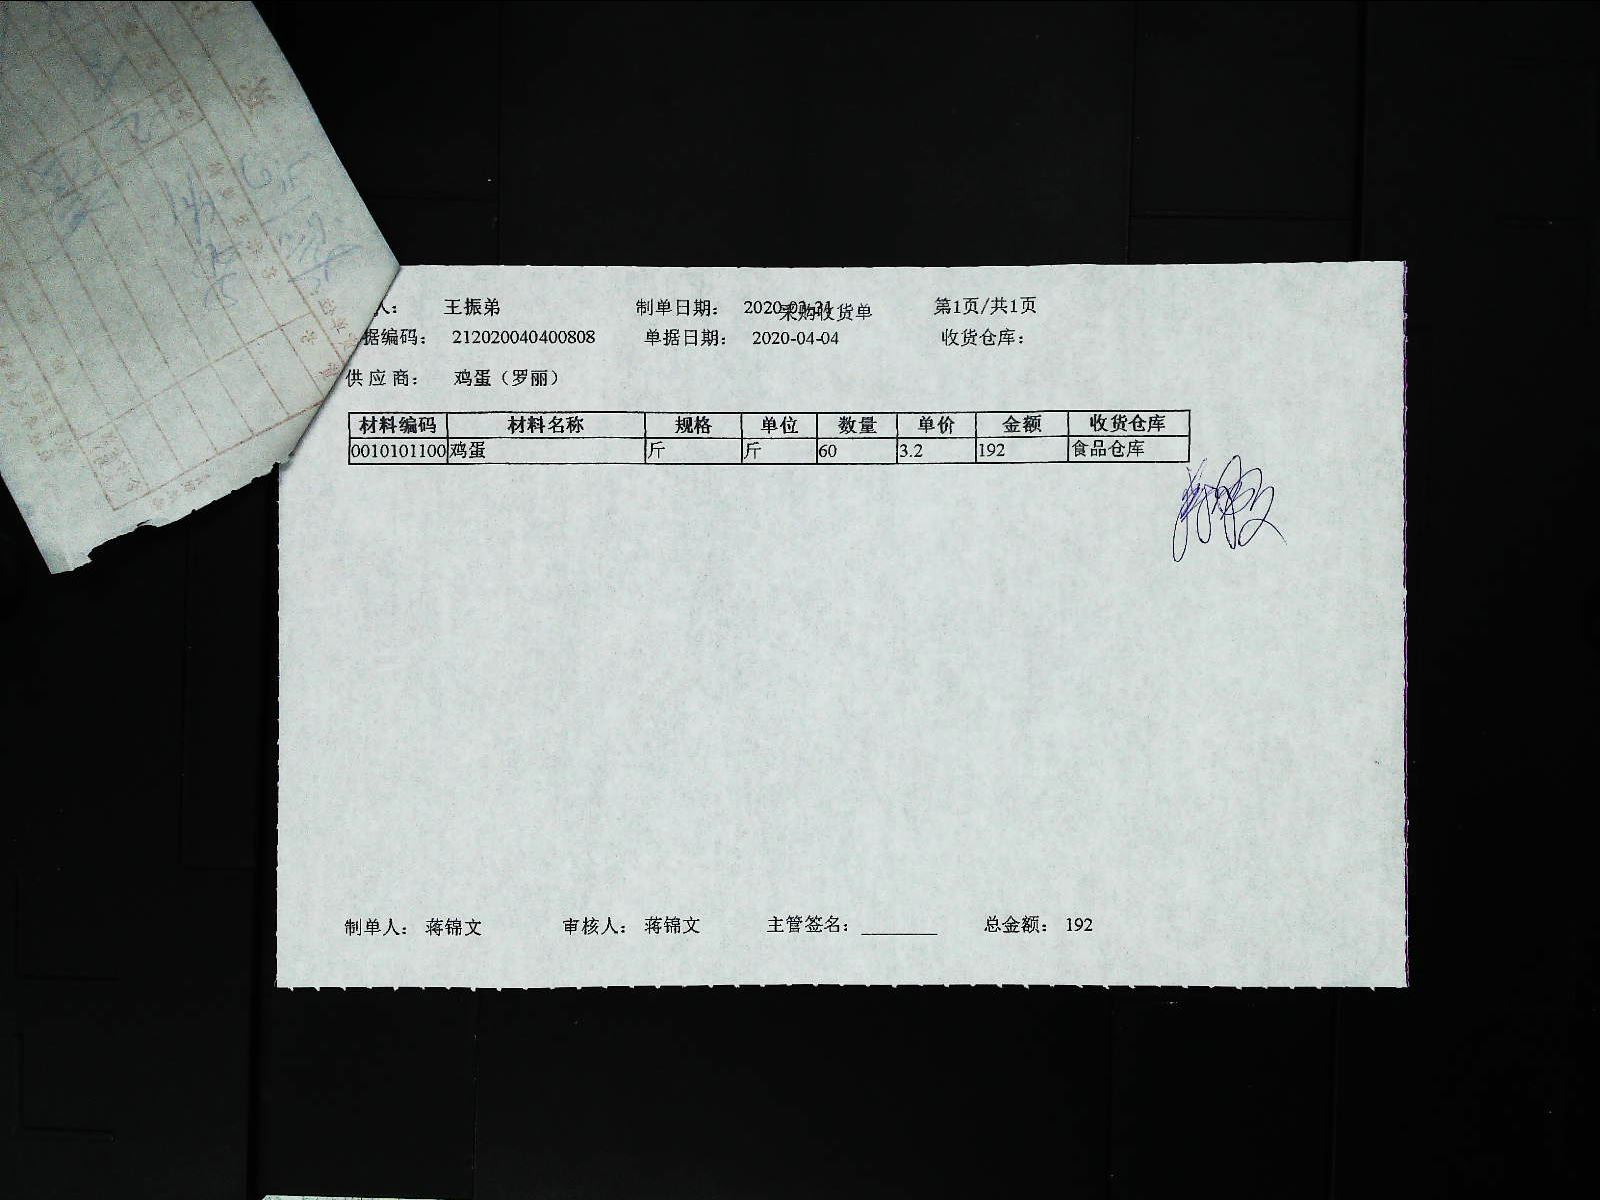 人： 王振弟 制单日期： 2020-03-31 采购收货单 第1页/共1页
据编码： 212020040400808 单据日期： 2020-04-04 收货仓库：
供应商： 鸡蛋（罗丽）
材料编码 材料名称 规格 单位 数量 单价 金额 收货仓库
0010101100 鸡蛋 斤 斤 60 3.2 192 食品仓库
制单人： 蒋锦文 审核人： 蒋锦文 主管签名：________ 总金额： 192